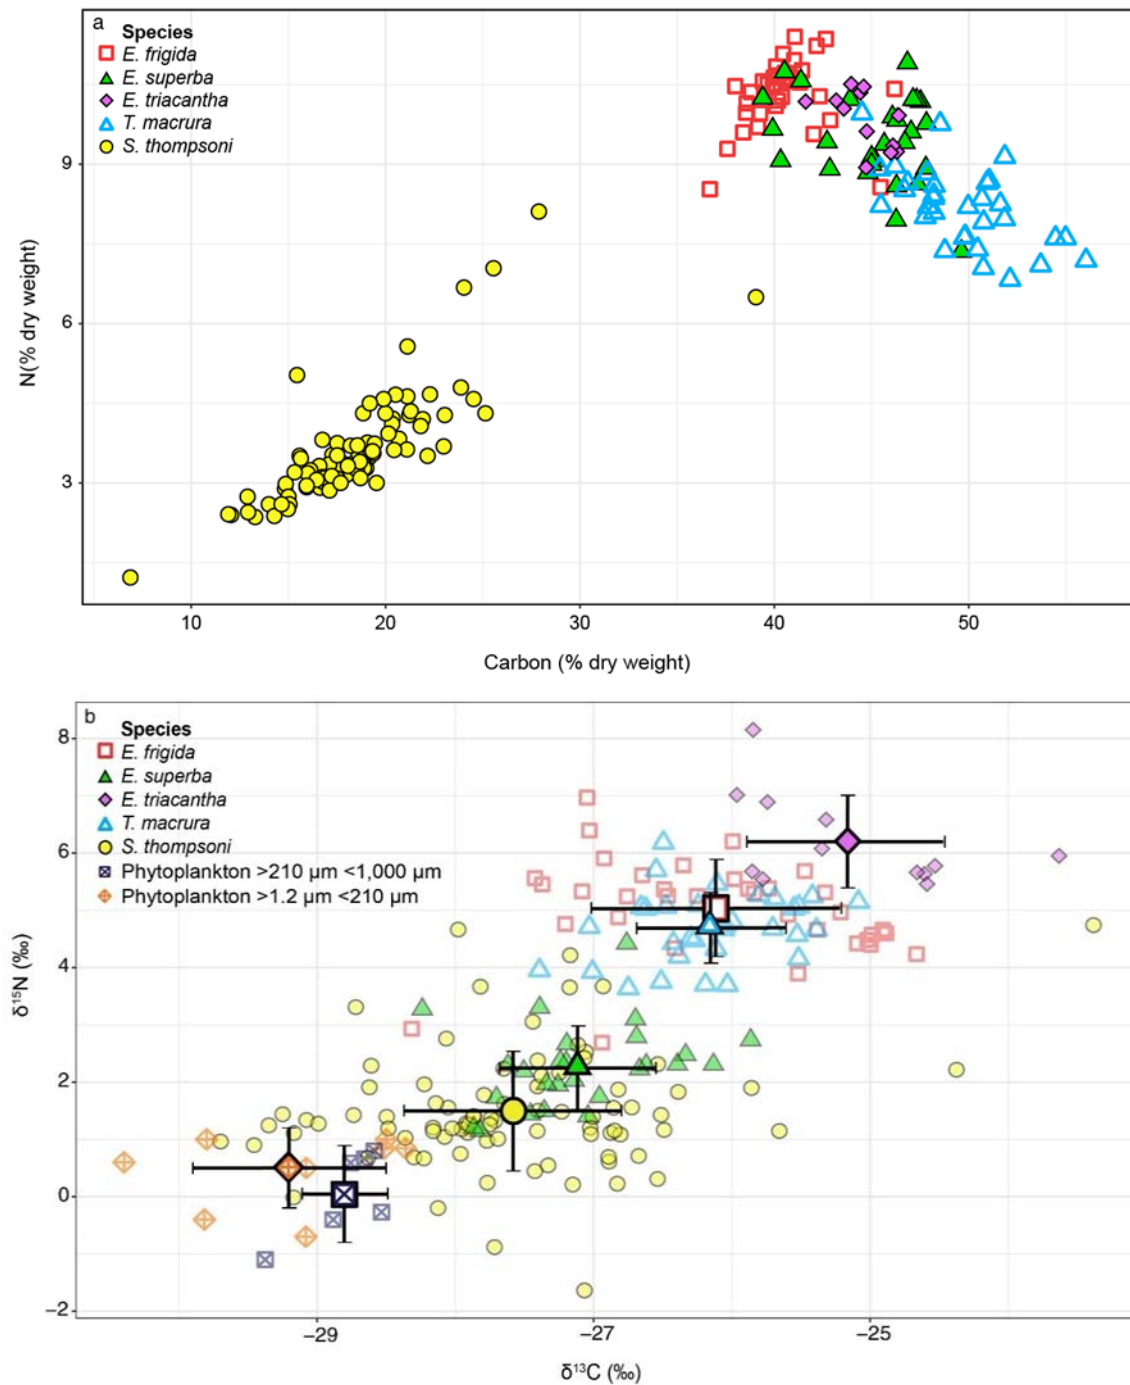 a
Species
E. frigida
E. superba
E. triacantha
T. macrura
S. thompsoni
9
6
3
N(% dry weight)
10 20 30 40 50
Carbon (% dry weight)
b
Species
E. frigida
E. superba
E. triacantha
T. macrura
S. thompsoni
Phytoplankton >210 μm <1,000 μm
Phytoplankton >1.2 μm <210 μm
8
6
4
2
0
−2
δ¹⁵N (‰)
−29 −27 −25
δ¹³C (‰)